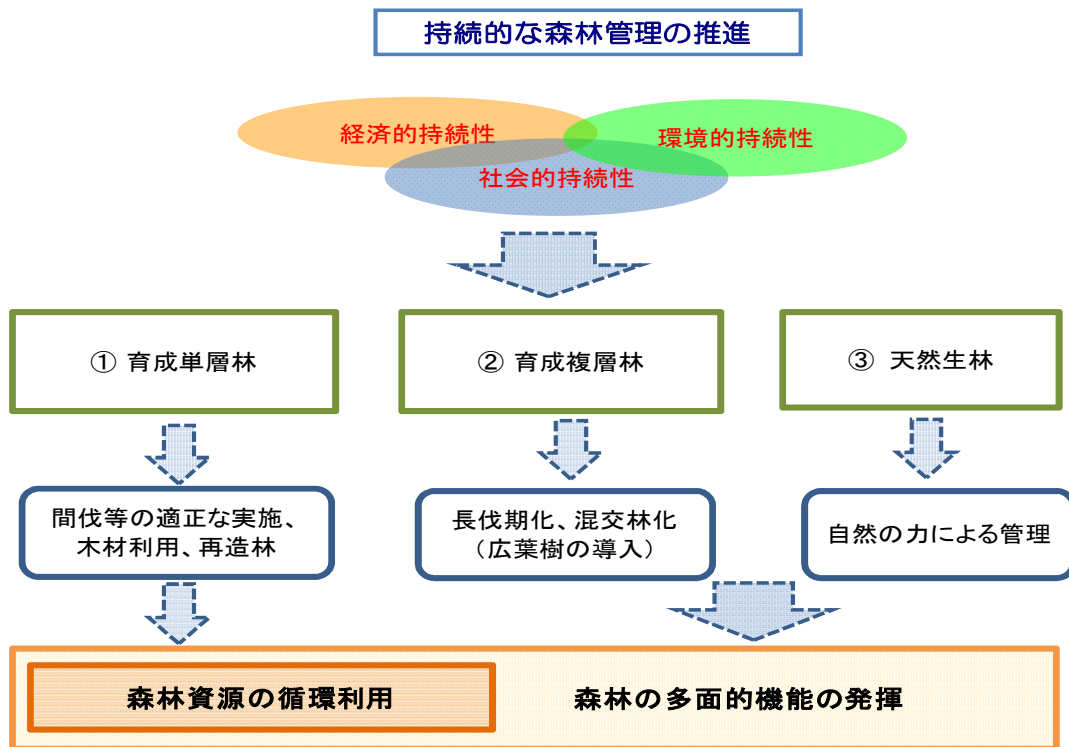 持続的な森林管理の推進
経済的持続性
環境的持続性
社会的持続性
① 育成単層林
② 育成複層林
③ 天然生林
間伐等の適正な実施、
木材利用、再造林
長伐期化、混交林化
（広葉樹の導入）
自然の力による管理
森林資源の循環利用
森林の多面的機能の発揮